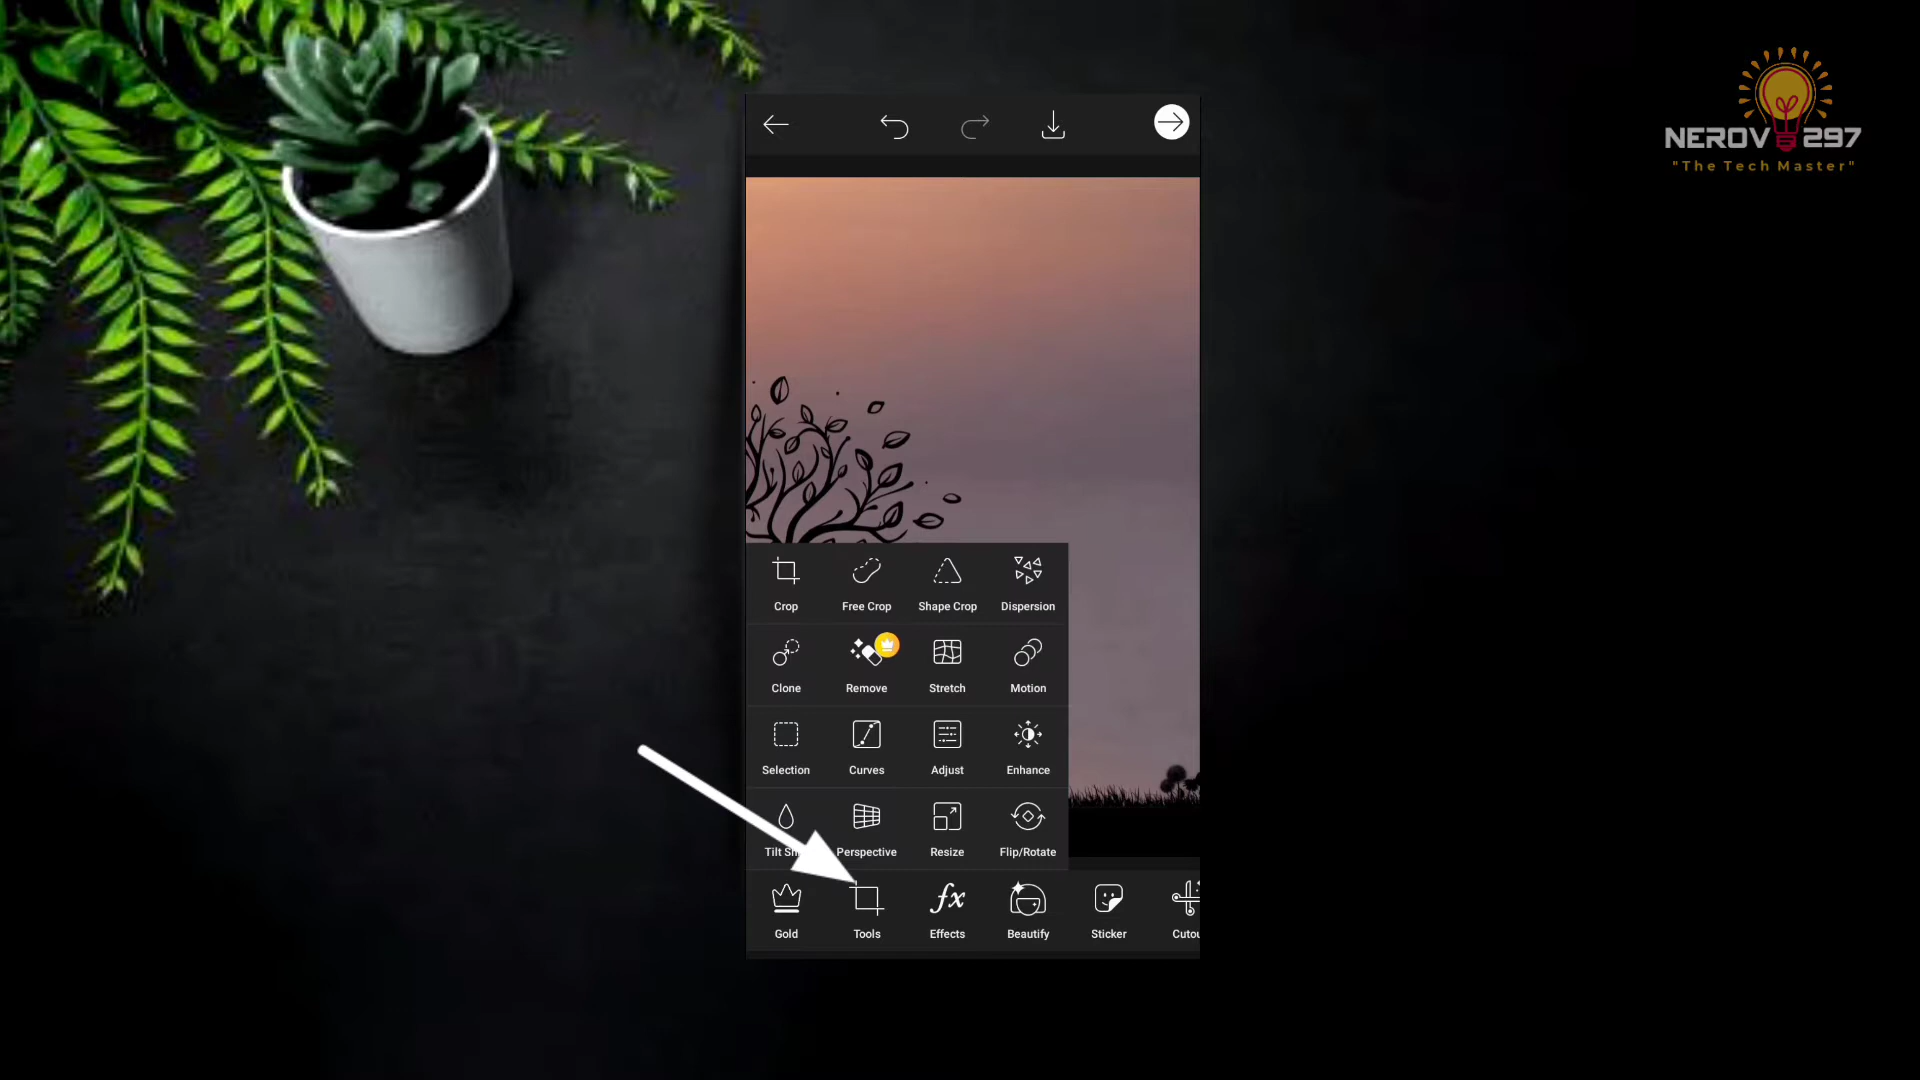 NEROV 297
"The Tech Master"
Crop Free Crop Shape Crop Dispersion
Clone Remove Stretch Motion
Selection Curves Adjust Enhance
Perspective Resize Flip/Rotate
Gold Tools Effects Beautify Sticker
fx